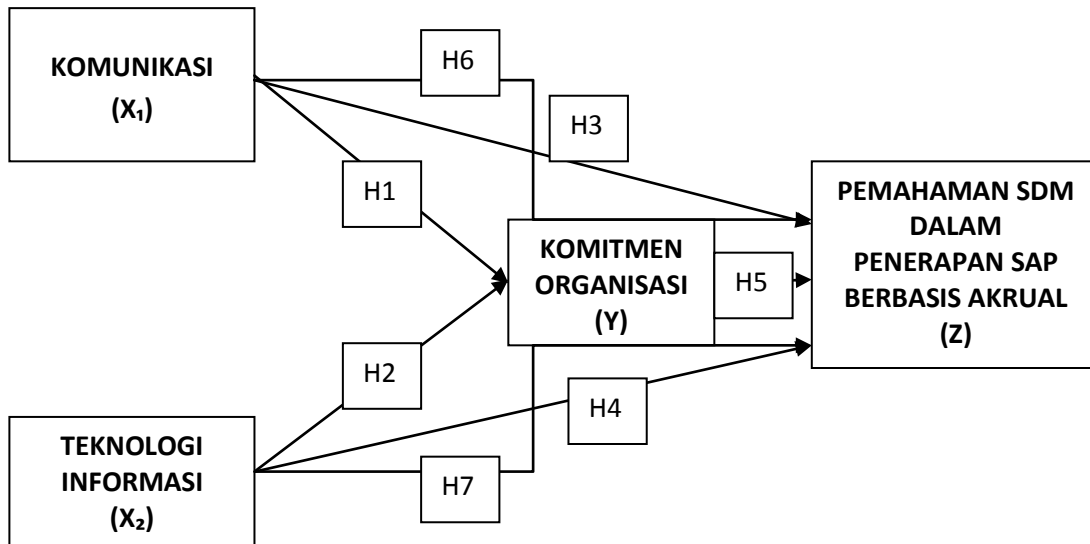 KOMUNIKASI
(X₁)
H6
H3
H1
PEMAHAMAN SDM
DALAM
PENERAPAN SAP
BERBASIS AKRUAL
(Z)
KOMITMEN
ORGANISASI
(Y)
H5
H2
H4
TEKNOLOGI
INFORMASI
(X₂)
H7